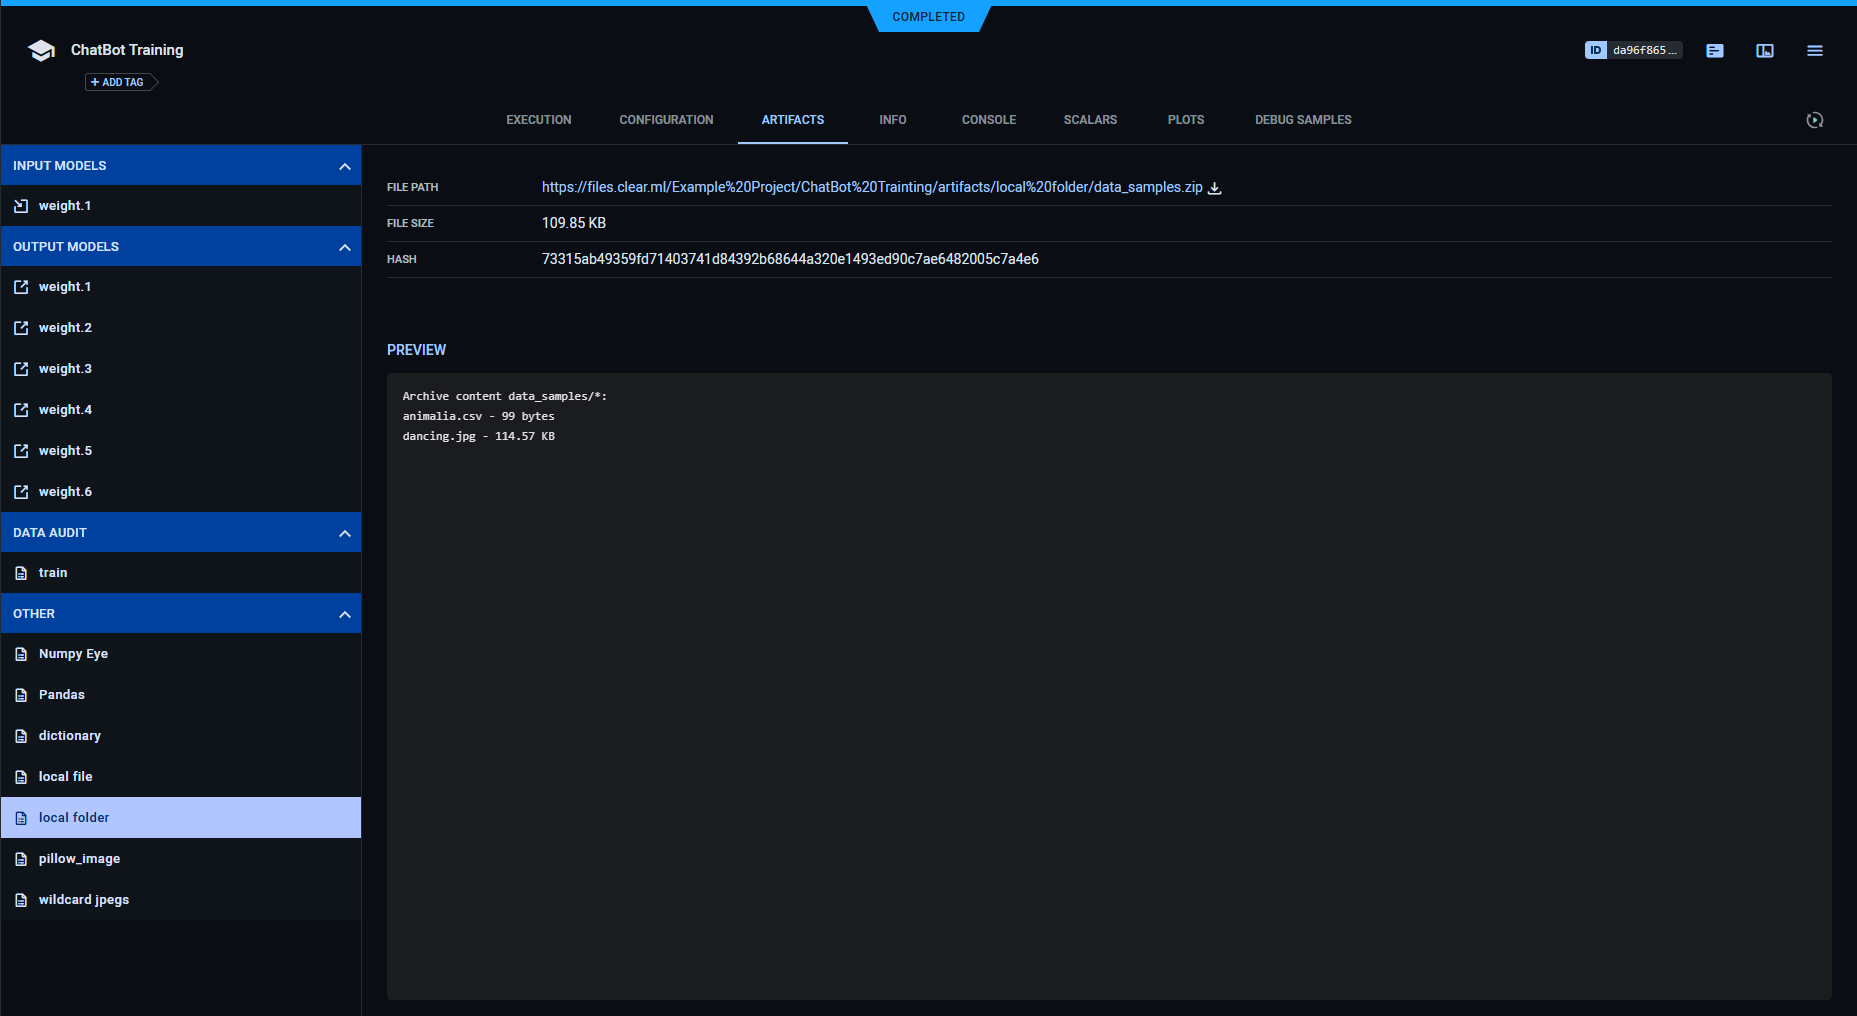 COMPLETED
ChatBot Training
+ ADD TAG
ID da96f865...
EXECUTION CONFIGURATION ARTIFACTS INFO CONSOLE SCALARS PLOTS DEBUG SAMPLES
INPUT MODELS
weight.1
OUTPUT MODELS
weight.1
weight.2
weight.3
weight.4
weight.5
weight.6
DATA AUDIT
train
OTHER
Numpy Eye
Pandas
dictionary
local file
local folder
pillow_image
wildcard jpegs
FILE PATH https://files.clear.ml/Example%20Project/ChatBot%20Trainting/artifacts/local%20folder/data_samples.zip
FILE SIZE 109.85 KB
HASH 73315ab49359fd71403741d84392b68644a320e1493ed90c7ae6482005c7a4e6
PREVIEW
Archive content data_samples/*:
animalia.csv - 99 bytes
dancing.jpg - 114.57 KB